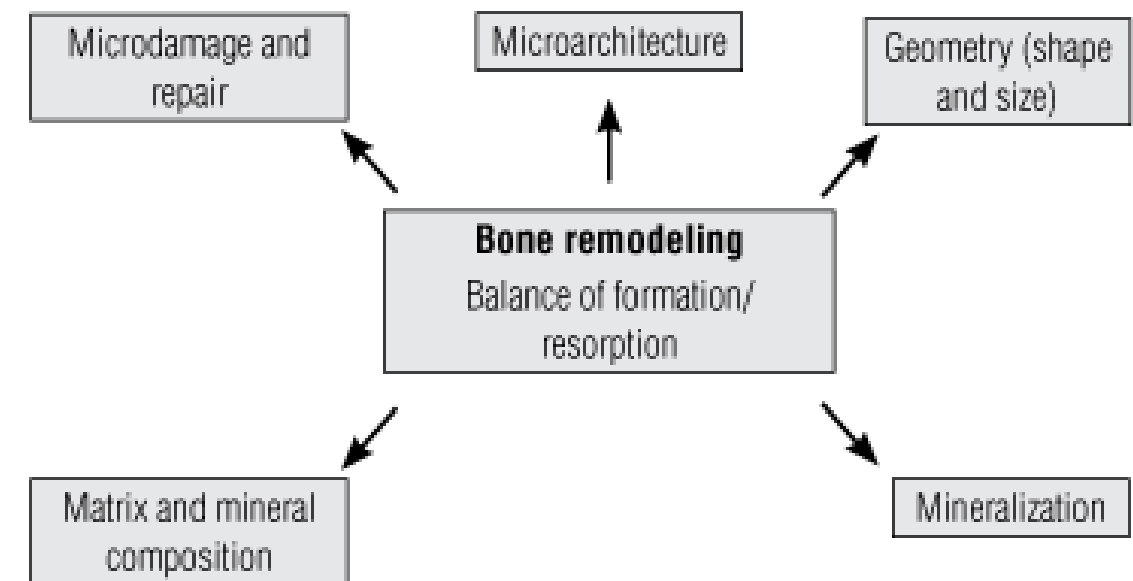 Microdamage and
repair
Microarchitecture
Geometry (shape
and size)
Bone remodeling
Balance of formation/
resorption
Matrix and mineral
composition
Mineralization